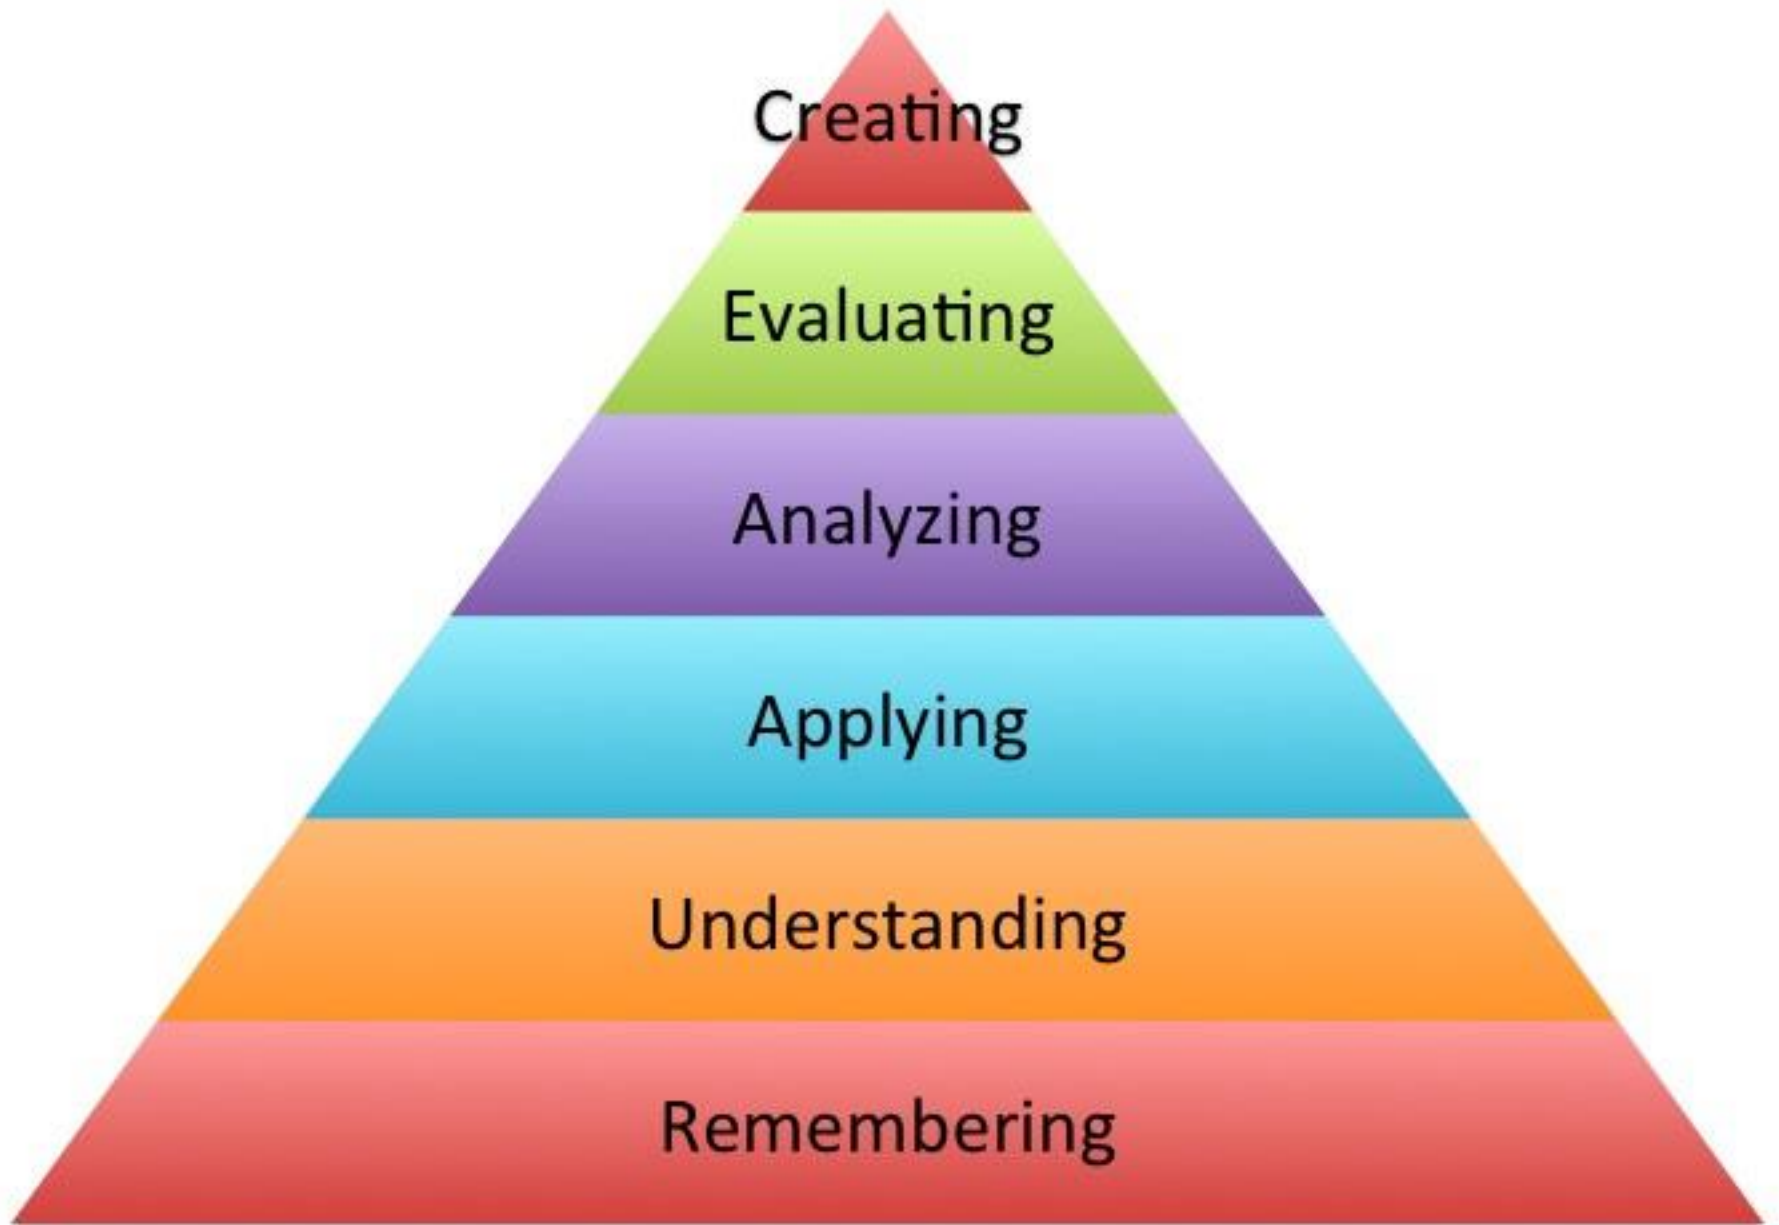 Creating
Evaluating
Analyzing
Applying
Understanding
Remembering